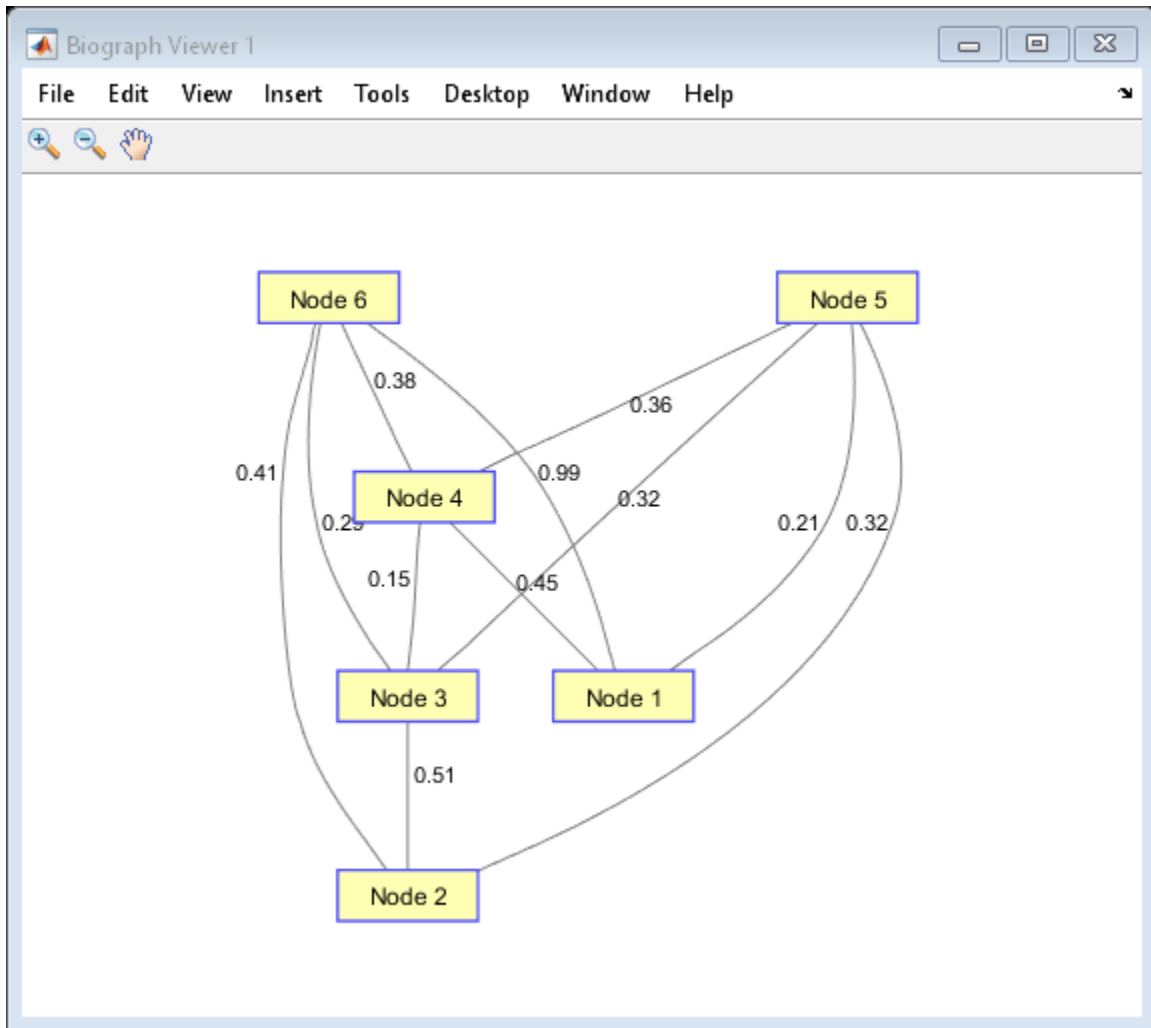 Biograph Viewer 1
File Edit View Insert Tools Desktop Window Help
Node 6 Node 5
0.38
0.36
0.41 0.99
Node 4 0.32
0.29 0.21 0.32
0.15 0.45
Node 3 Node 1
0.51
Node 2